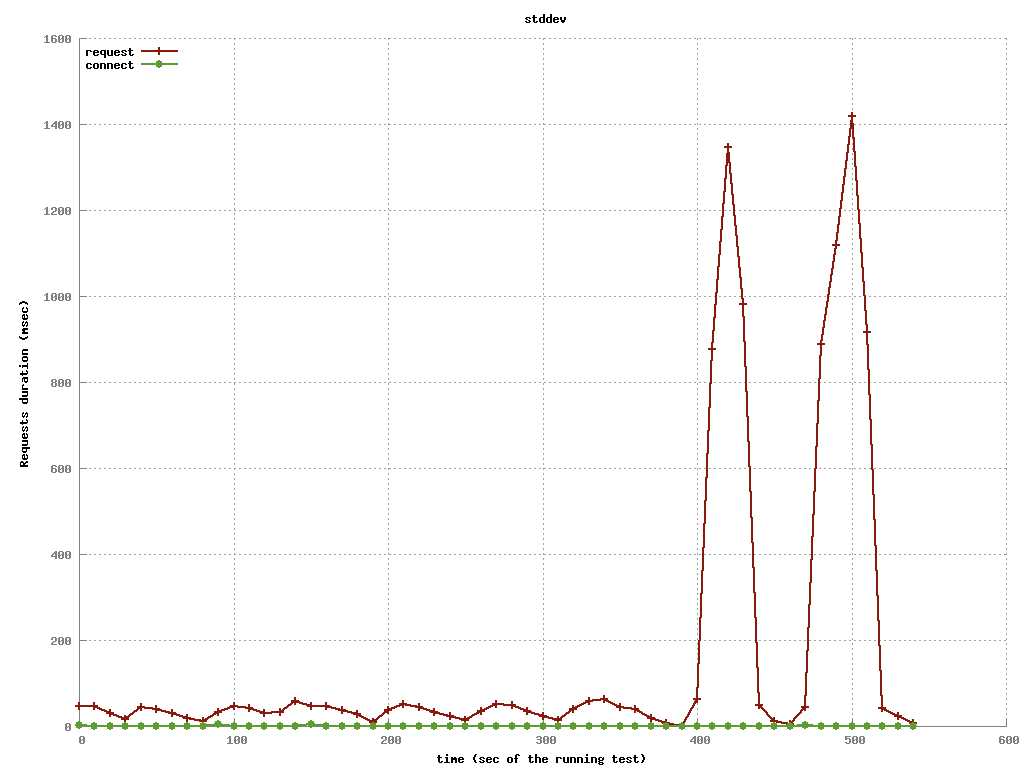 stddev
request
connect
1600
1400
1200
1000
800
600
400
200
0
Requests duration (msec)
0 100 200 300 400 500 600
time (sec of the running test)